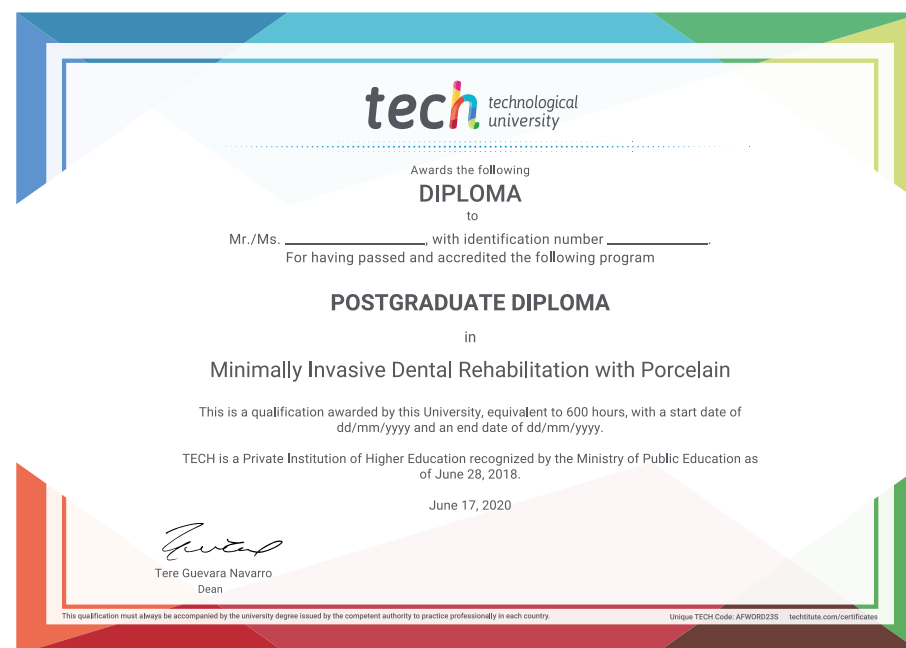 tech technological
university
Awards the following
DIPLOMA
to
Mr./Ms. ____________________, with identification number ______________.
For having passed and accredited the following program
POSTGRADUATE DIPLOMA
in
Minimally Invasive Dental Rehabilitation with Porcelain
This is a qualification awarded by this University, equivalent to 600 hours, with a start date of
dd/mm/yyyy and an end date of dd/mm/yyyy.
TECH is a Private Institution of Higher Education recognized by the Ministry of Public Education as
of June 28, 2018.
June 17, 2020
Tere Guevara Navarro
Dean
This qualification must always be accompanied by the university degree issued by the competent authority to practice professionally in each country.
Unique TECH Code: AFWORD23S techtitute.com/certificates